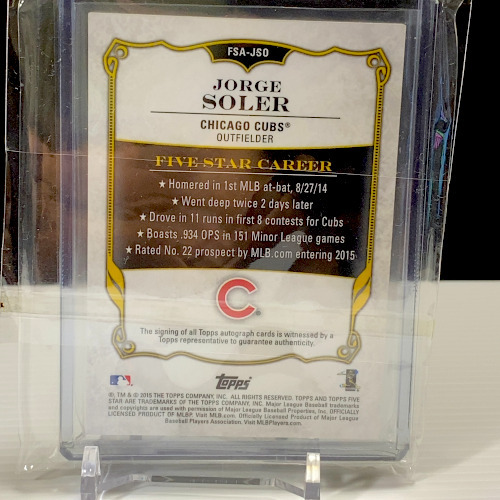 FSA-JSO
JORGE
SOLER
CHICAGO CUBS®
OUTFIELDER
FIVE STAR CAREER
★ Homered in 1st MLB at-bat, 8/27/14
★ Went deep twice 2 days later
★ Drove in 11 runs in first 8 contests for Cubs
★ Boasts .934 OPS in 151 Minor League games
★ Rated No. 22 prospect by MLB.com entering 2015
C
The signing of all Topps autograph cards is witnessed by a
Topps representative to guarantee authenticity.
Topps
®, TM & © 2015 THE TOPPS COMPANY, INC. ALL RIGHTS RESERVED. TOPPS AND TOPPS FIVE
STAR ARE TRADEMARKS OF THE TOPPS COMPANY, INC. Major League Baseball trademarks
and copyrights are used with permission of Major League Baseball Properties, Inc. OFFICIALLY
LICENSED PRODUCT OF MLBP. Visit MLB.com. Officially Licensed Product of Major League
Baseball Players Association. Visit MLBPlayers.com.